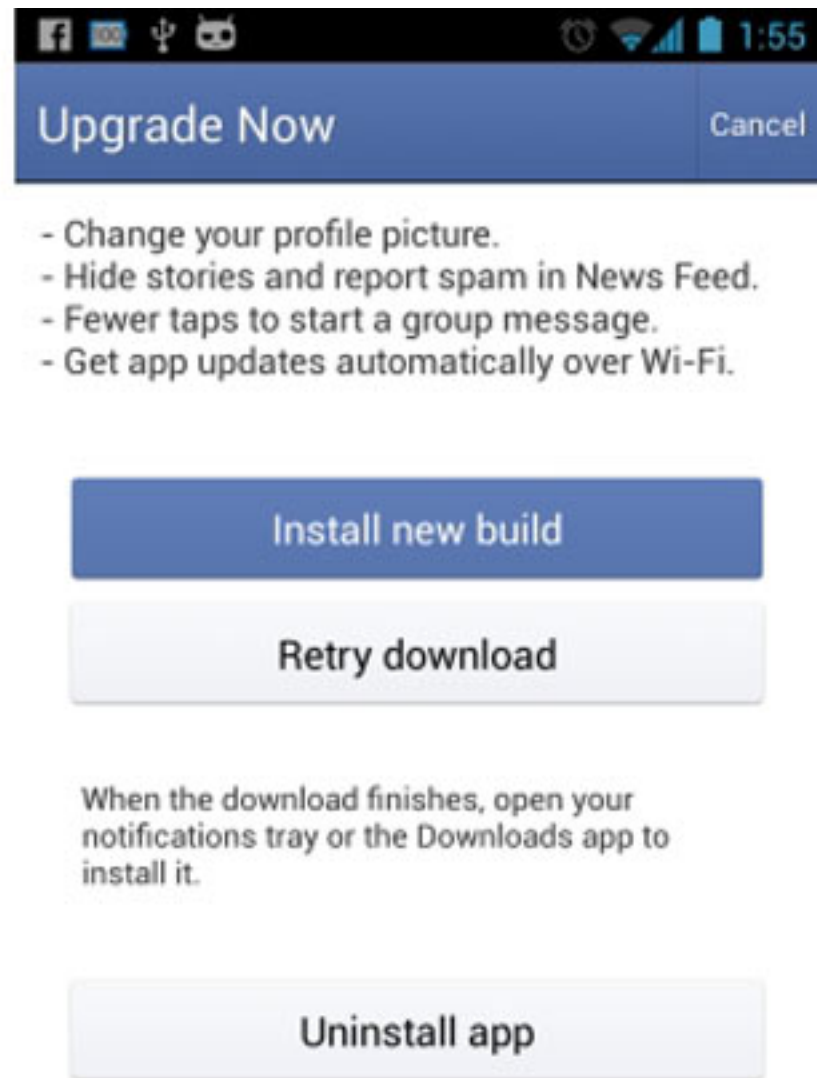 100 1:55
Upgrade Now Cancel
- Change your profile picture.
- Hide stories and report spam in News Feed.
- Fewer taps to start a group message.
- Get app updates automatically over Wi-Fi.
Install new build
Retry download
When the download finishes, open your
notifications tray or the Downloads app to
install it.
Uninstall app